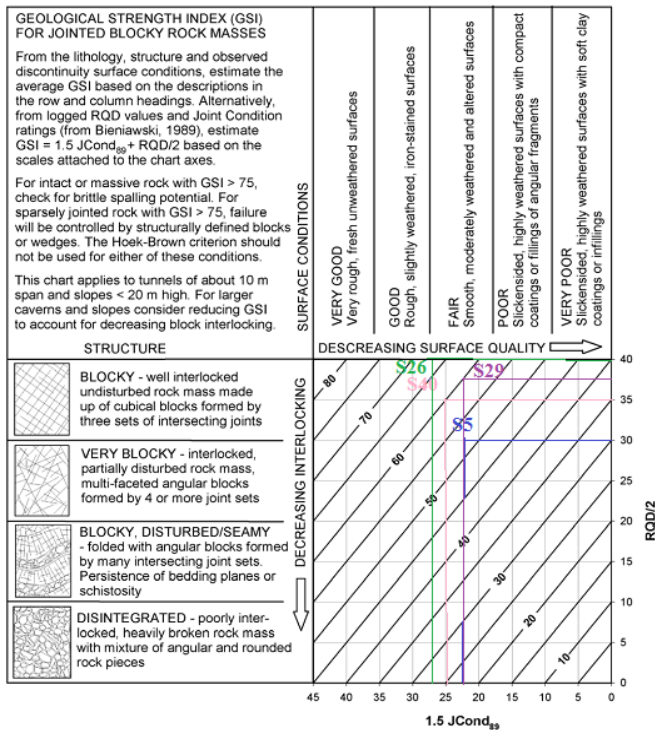 GEOLOGICAL STRENGTH INDEX (GSI)
FOR JOINTED BLOCKY ROCK MASSES
From the lithology, structure and observed
discontinuity surface conditions, estimate the
average GSI based on the descriptions in
the row and column headings. Alternatively,
from logged RQD values and Joint Condition
ratings (from Bieniawski, 1989), estimate
GSI = 1.5 JCond89 + RQD/2 based on the
scales attached to the chart axes.
For intact or massive rock with GSI > 75,
check for brittle spalling potential. For
sparsely jointed rock with GSI > 75, failure
will be controlled by structurally defined blocks
or wedges. The Hoek-Brown criterion should
not be used for either of these conditions.
This chart applies to tunnels of about 10 m
span and slopes < 20 m high. For larger
caverns and slopes consider reducing GSI
to account for decreasing block interlocking.
SURFACE CONDITIONS
VERY GOOD
Very rough, fresh unweathered surfaces
GOOD
Rough, slightly weathered, iron-stained surfaces
FAIR
Smooth, moderately weathered and altered surfaces
POOR
Slickensided, highly weathered surfaces with compact
coatings or fillings of angular fragments
VERY POOR
Slickensided, highly weathered surfaces with soft clay
coatings or infillings
STRUCTURE
DESCREASING SURFACE QUALITY
BLOCKY - well interlocked
undisturbed rock mass made
up of cubical blocks formed by
three sets of intersecting joints
VERY BLOCKY - interlocked,
partially disturbed rock mass,
multi-faceted angular blocks
formed by 4 or more joint sets
BLOCKY, DISTURBED/SEAMY
- folded with angular blocks formed
by many intersecting joint sets.
Persistence of bedding planes or
schistosity
DISINTEGRATED - poorly inter-
locked, heavily broken rock mass
with mixture of angular and rounded
rock pieces
DECREASING INTERLOCKING
S26
S29
S40
S5
80
70
60
50
40
30
20
10
40
35
30
25
20
15
10
5
0
RQD/2
45 40 35 30 25 20 15 10 5 0
1.5 JCond89